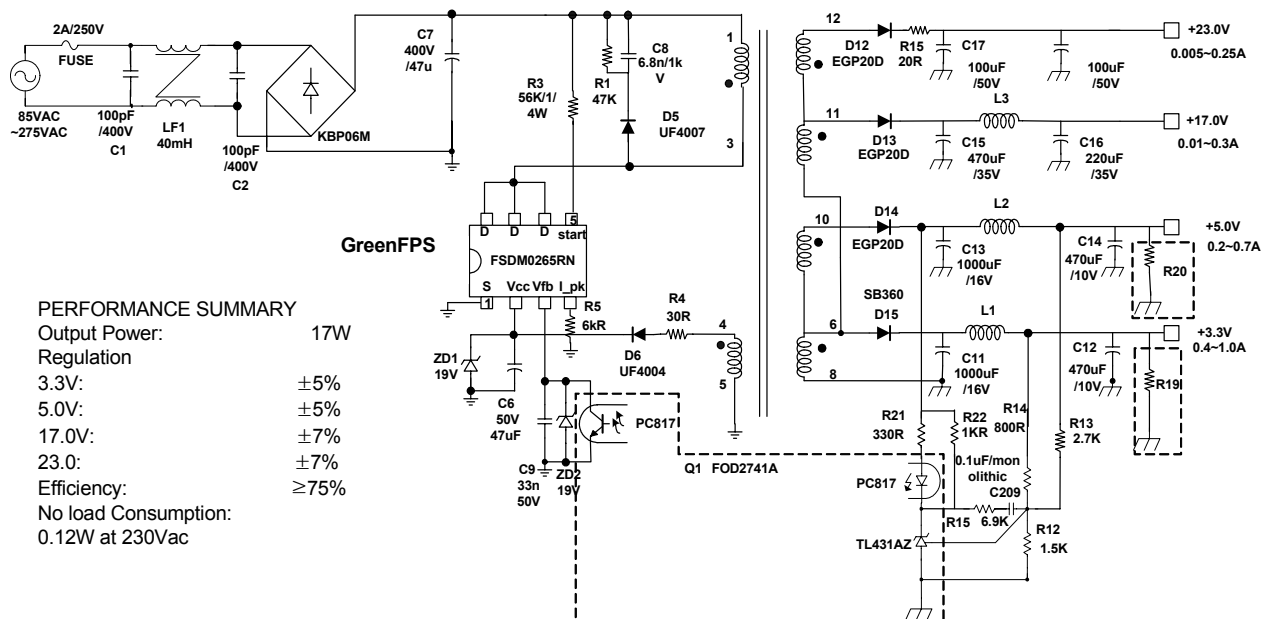 2A/250V
FUSE
85VAC
~275VAC
100pF
/400V
C1
LF1
40mH
100pF
/400V
C2
KBP06M
C7
400V
/47u
R3
56K/1/
4W
R1
47K
C8
6.8n/1k
V
D5
UF4007
1
3
GreenFPS
D
D
D
5
start
FSDM0265RN
S
Vcc
Vfb
I_pk
1
R5
6kR
R4
30R
D6
UF4004
4
5
ZD1
19V
C6
50V
47uF
C9
33n
50V
ZD2
19V
PC817
Q1 FOD2741A
12
D12
EGP20D
R15
20R
C17
100uF
/50V
100uF
/50V
+23.0V
0.005~0.25A
11
D13
EGP20D
C15
470uF
/35V
L3
C16
220uF
/35V
+17.0V
0.01~0.3A
10
D14
EGP20D
C13
1000uF
/16V
L2
C14
470uF
/10V
R20
+5.0V
0.2~0.7A
6
8
SB360
D15
C11
1000uF
/16V
L1
C12
470uF
/10V
R19
+3.3V
0.4~1.0A
R21
330R
R22
1KR
R14
800R
R13
2.7K
0.1uF/mon
olithic
C209
PC817
R15
6.9K
TL431AZ
R12
1.5K
PERFORMANCE SUMMARY
Output Power: 17W
Regulation
3.3V: ±5%
5.0V: ±5%
17.0V: ±7%
23.0: ±7%
Efficiency: ≥75%
No load Consumption:
0.12W at 230Vac